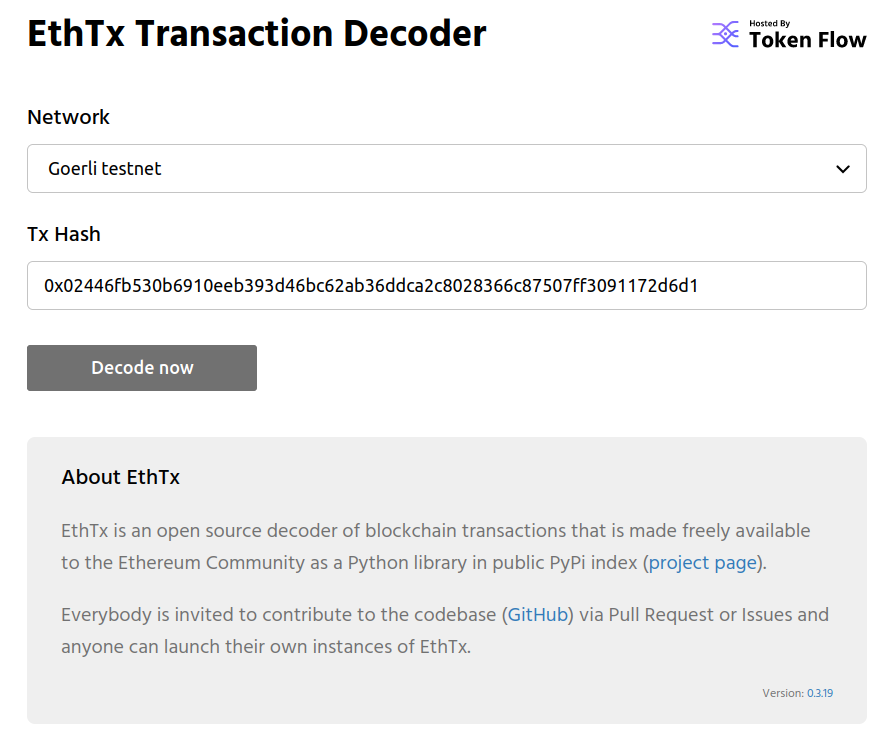 EthTx Transaction Decoder
Hosted By
Token Flow
Network
Goerli testnet
Tx Hash
0x02446fb530b6910eeb393d46bc62ab36ddca2c8028366c87507ff3091172d6d1
Decode now
About EthTx
EthTx is an open source decoder of blockchain transactions that is made freely available
to the Ethereum Community as a Python library in public PyPi index (project page).
Everybody is invited to contribute to the codebase (GitHub) via Pull Request or Issues and
anyone can launch their own instances of EthTx.
Version: 0.3.19